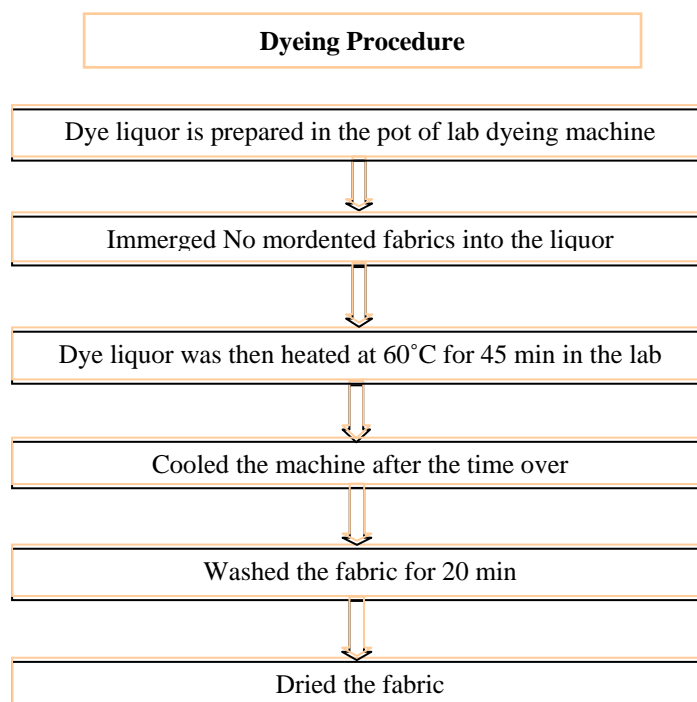 Dyeing Procedure
Dye liquor is prepared in the pot of lab dyeing machine
Immerged No mordented fabrics into the liquor
Dye liquor was then heated at 60˚C for 45 min in the lab
Cooled the machine after the time over
Washed the fabric for 20 min
Dried the fabric